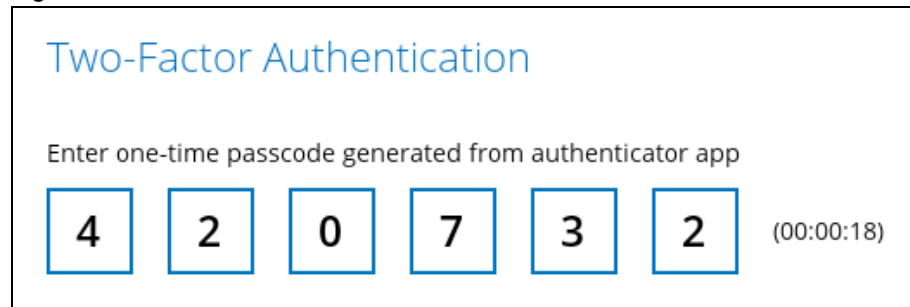 Two-Factor Authentication
Enter one-time passcode generated from authenticator app
4 2 0 7 3 2 (00:00:18)